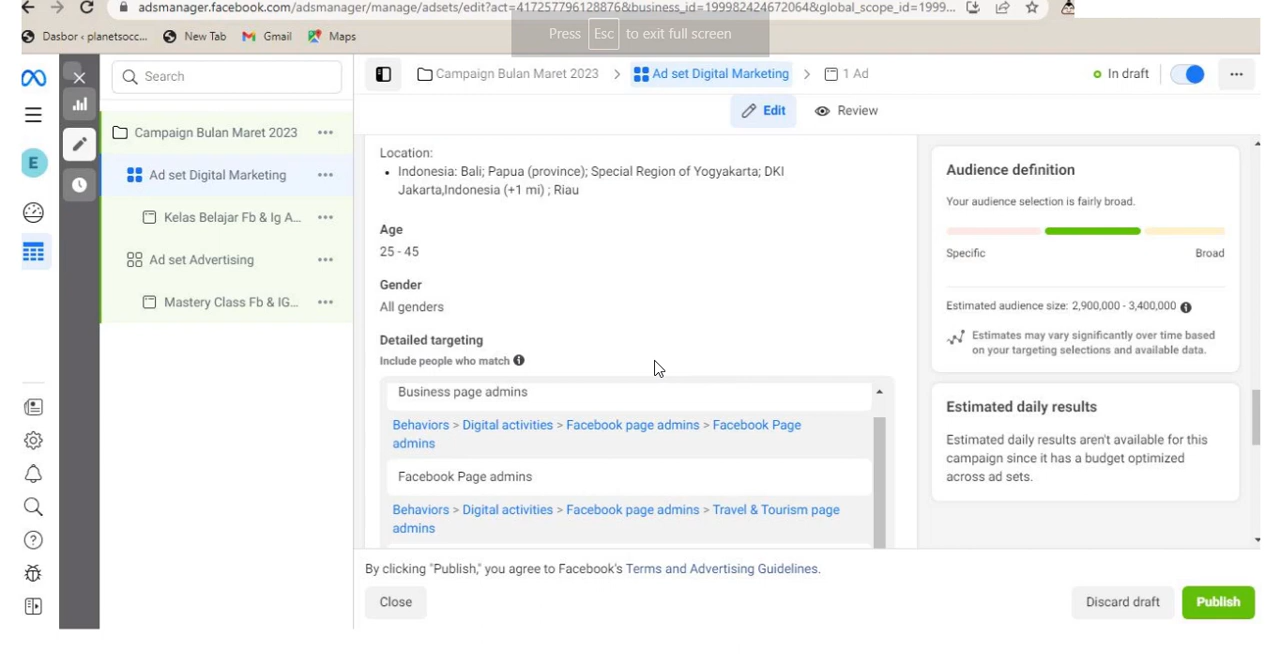 adsmanager.facebook.com/adsmanager/manage/adsets/edit?act=417257796128876&business_id=199982424672064&global_scope_id=1999...
Dasbor ‹ planetsocc... New Tab Gmail Maps
Press Esc to exit full screen
Search
Campaign Bulan Maret 2023 > Ad set Digital Marketing > 1 Ad
In draft
Edit Review
E
Campaign Bulan Maret 2023
Ad set Digital Marketing
Kelas Belajar Fb & Ig A...
Ad set Advertising
Mastery Class Fb & IG...
Location:
• Indonesia: Bali; Papua (province); Special Region of Yogyakarta; DKI
Jakarta,Indonesia (+1 mi) ; Riau
Age
25 - 45
Gender
All genders
Detailed targeting
Include people who match
Business page admins
Behaviors > Digital activities > Facebook page admins > Facebook Page
admins
Facebook Page admins
Behaviors > Digital activities > Facebook page admins > Travel & Tourism page
admins
Audience definition
Your audience selection is fairly broad.
Specific Broad
Estimated audience size: 2,900,000 - 3,400,000
Estimates may vary significantly over time based
on your targeting selections and available data.
Estimated daily results
Estimated daily results aren't available for this
campaign since it has a budget optimized
across ad sets.
By clicking "Publish," you agree to Facebook's Terms and Advertising Guidelines.
Close Discard draft Publish